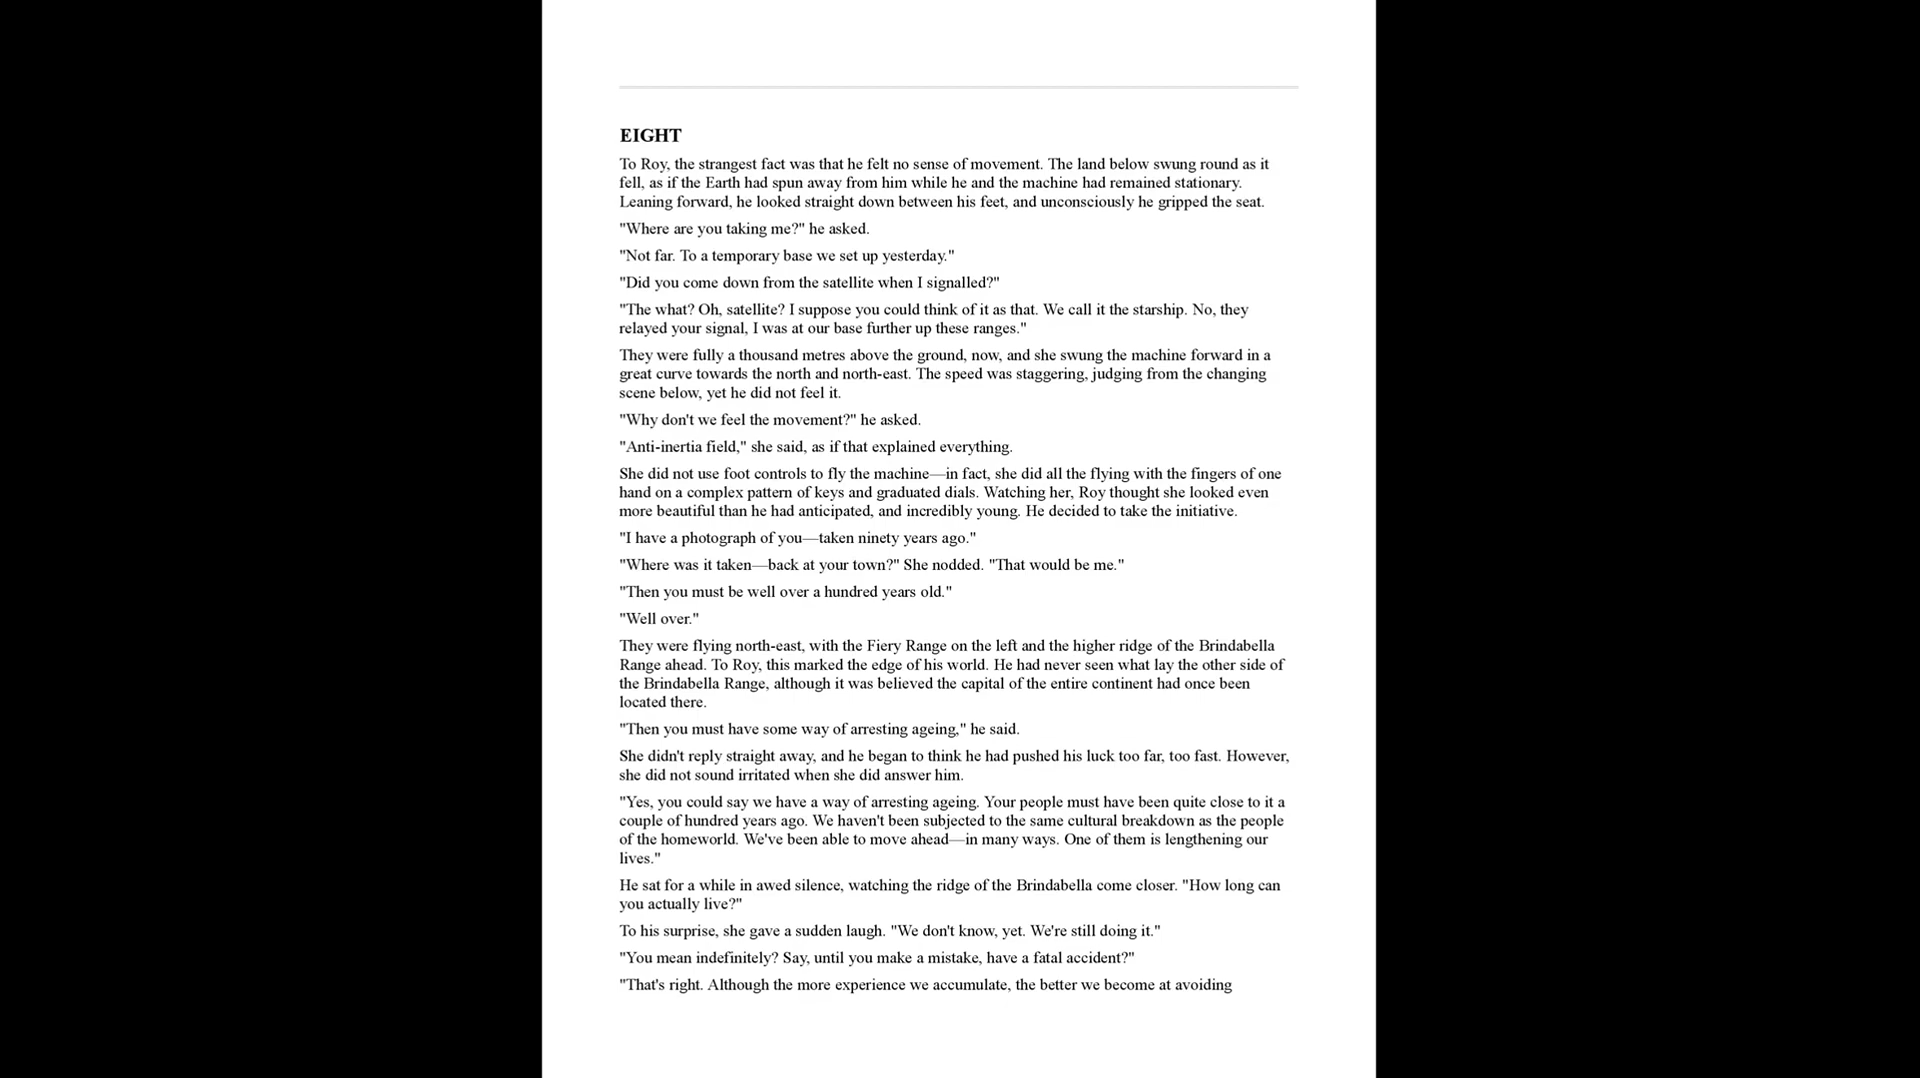 EIGHT
To Roy, the strangest fact was that he felt no sense of movement. The land below swung round as it
fell, as if the Earth had spun away from him while he and the machine had remained stationary.
Leaning forward, he looked straight down between his feet, and unconsciously he gripped the seat.
"Where are you taking me?" he asked.
"Not far. To a temporary base we set up yesterday."
"Did you come down from the satellite when I signalled?"
"The what? Oh, satellite? I suppose you could think of it as that. We call it the starship. No, they
relayed your signal, I was at our base further up these ranges."
They were fully a thousand metres above the ground, now, and she swung the machine forward in a
great curve towards the north and north-east. The speed was staggering, judging from the changing
scene below, yet he did not feel it.
"Why don't we feel the movement?" he asked.
"Anti-inertia field," she said, as if that explained everything.
She did not use foot controls to fly the machine—in fact, she did all the flying with the fingers of one
hand on a complex pattern of keys and graduated dials. Watching her, Roy thought she looked even
more beautiful than he had anticipated, and incredibly young. He decided to take the initiative.
"I have a photograph of you—taken ninety years ago."
"Where was it taken—back at your town?" She nodded. "That would be me."
"Then you must be well over a hundred years old."
"Well over."
They were flying north-east, with the Fiery Range on the left and the higher ridge of the Brindabella
Range ahead. To Roy, this marked the edge of his world. He had never seen what lay the other side of
the Brindabella Range, although it was believed the capital of the entire continent had once been
located there.
"Then you must have some way of arresting ageing," he said.
She didn't reply straight away, and he began to think he had pushed his luck too far, too fast. However,
she did not sound irritated when she did answer him.
"Yes, you could say we have a way of arresting ageing. Your people must have been quite close to it a
couple of hundred years ago. We haven't been subjected to the same cultural breakdown as the people
of the homeworld. We've been able to move ahead—in many ways. One of them is lengthening our
lives."
He sat for a while in awed silence, watching the ridge of the Brindabella come closer. "How long can
you actually live?"
To his surprise, she gave a sudden laugh. "We don't know, yet. We're still doing it."
"You mean indefinitely? Say, until you make a mistake, have a fatal accident?"
"That's right. Although the more experience we accumulate, the better we become at avoiding